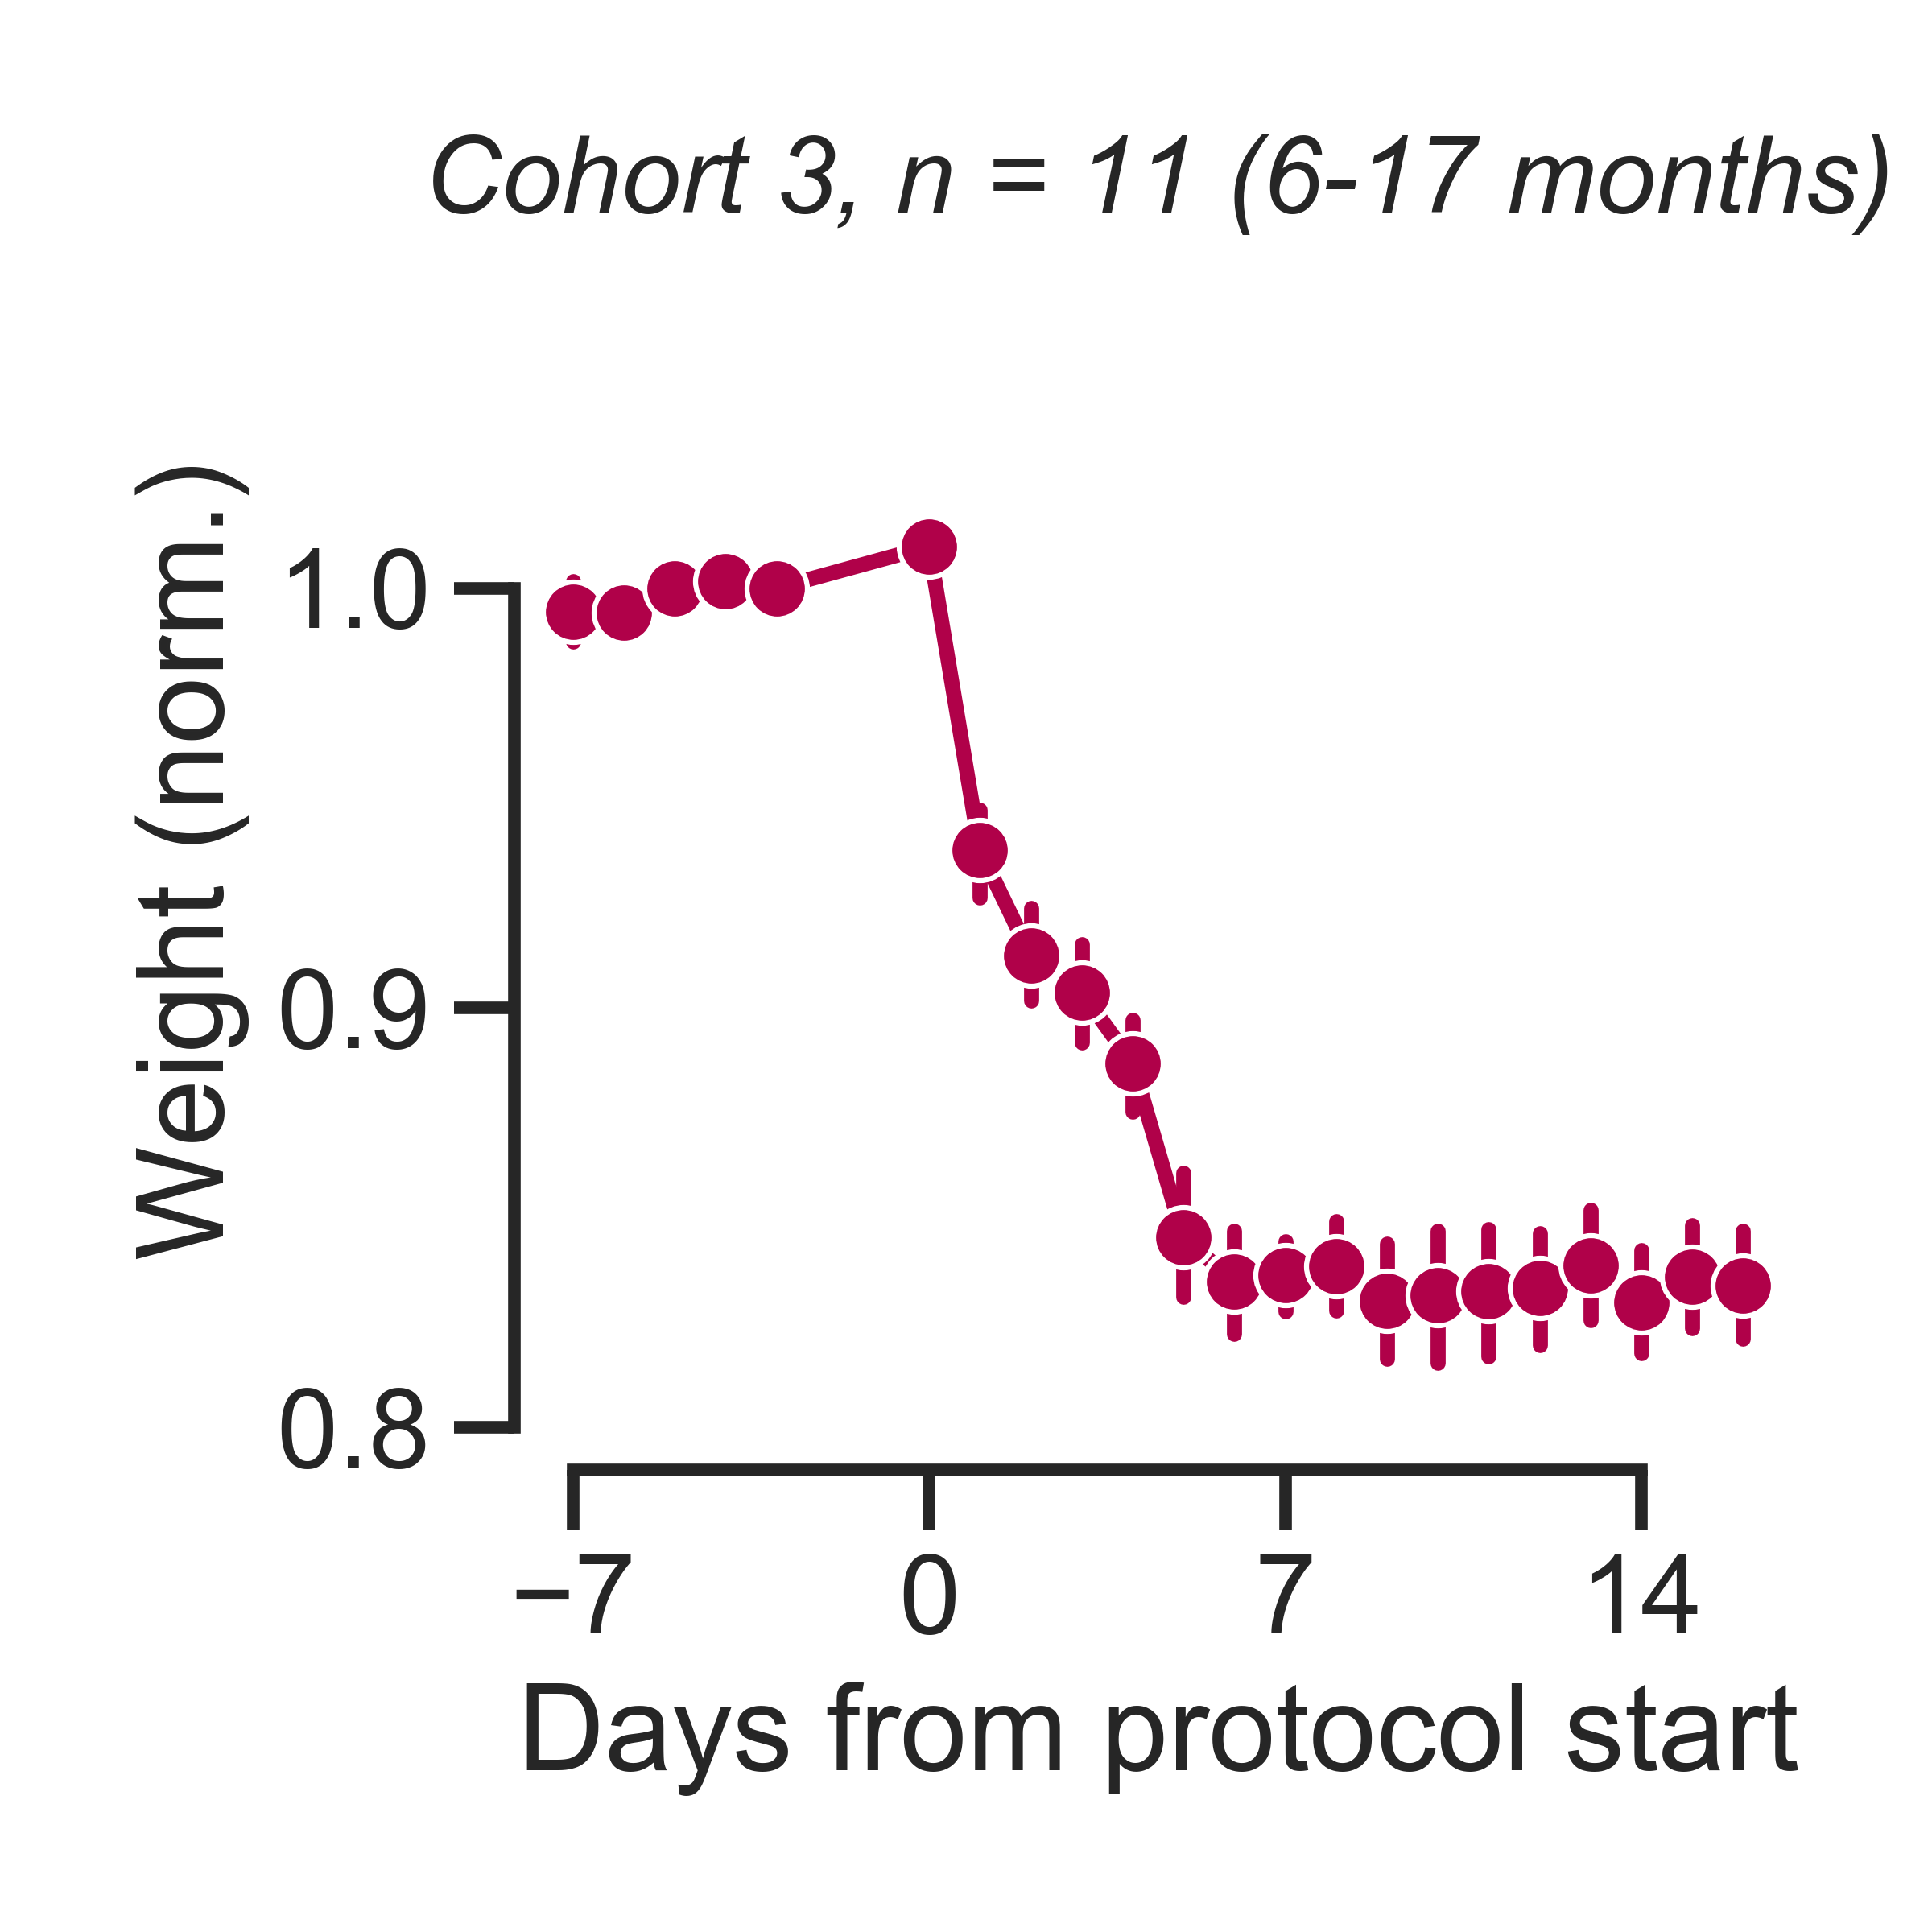 Cohort 3, n = 11 (6-17 months)
Weight (norm.)
1.0
0.9
0.8
−7 0 7 14
Days from protocol start